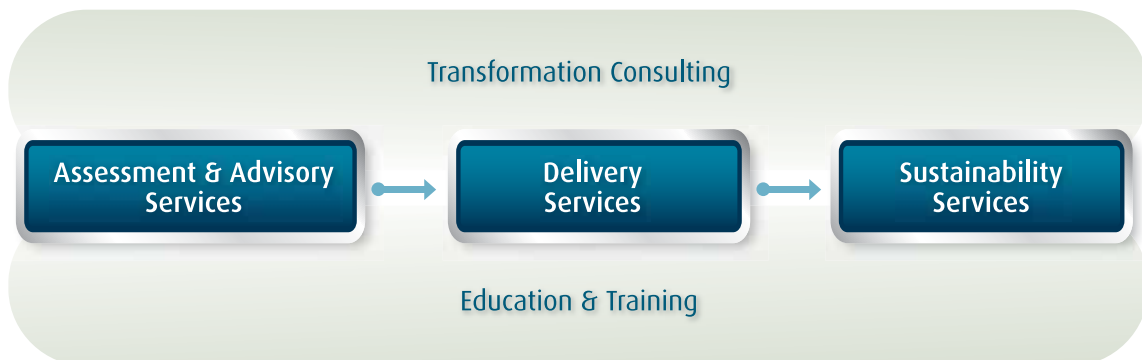 Transformation Consulting
Assessment & Advisory
Services
Delivery
Services
Sustainability
Services
Education & Training